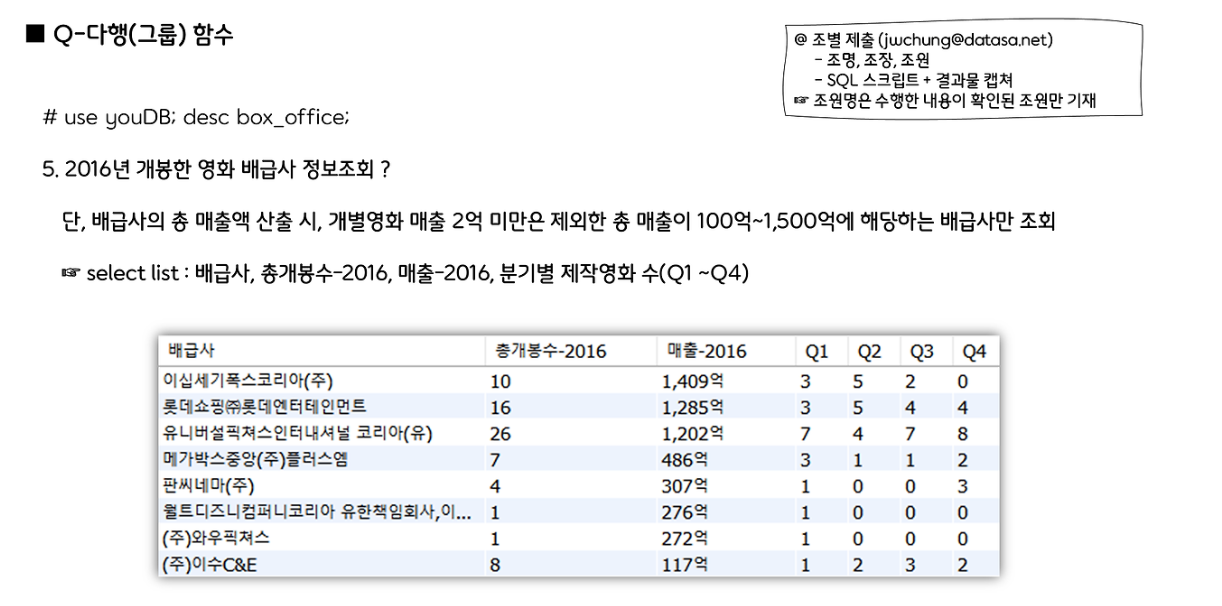 ■ Q-다행(그룹) 함수
@ 조별 제출 (jwchung@datasa.net)
- 조명, 조장, 조원
- SQL 스크립트 + 결과물 캡쳐
☞ 조원명은 수행한 내용이 확인된 조원만 기재
# use youDB; desc box_office;
5. 2016년 개봉한 영화 배급사 정보조회 ?
단, 배급사의 총 매출액 산출 시, 개별영화 매출 2억 미만은 제외한 총 매출이 100억~1,500억에 해당하는 배급사만 조회
☞ select list : 배급사, 총개봉수-2016, 매출-2016, 분기별 제작영화 수(Q1 ~Q4)
배급사 총개봉수-2016 매출-2016 Q1 Q2 Q3 Q4
이십세기폭스코리아(주) 10 1,409억 3 5 2 0
롯데쇼핑㈜롯데엔터테인먼트 16 1,285억 3 5 4 4
유니버설픽쳐스인터내셔널 코리아(유) 26 1,202억 7 4 7 8
메가박스중앙(주)플러스엠 7 486억 3 1 1 2
판씨네마(주) 4 307억 1 0 0 3
월트디즈니컴퍼니코리아 유한책임회사,이... 1 276억 1 0 0 0
(주)와우픽쳐스 1 272억 1 0 0 0
(주)이수C&E 8 117억 1 2 3 2